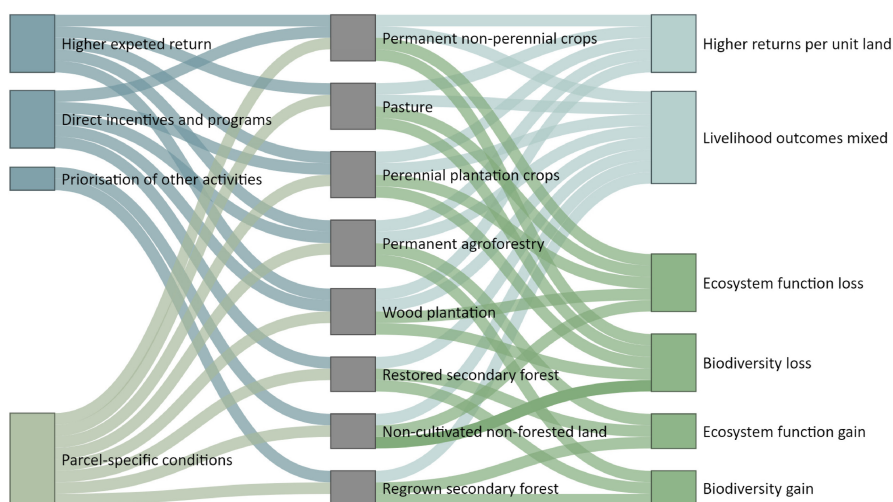 Higher expeted return
Direct incentives and programs
Priorisation of other activities
Parcel-specific conditions
Permanent non-perennial crops
Pasture
Perennial plantation crops
Permanent agroforestry
Wood plantation
Restored secondary forest
Non-cultivated non-forested land
Regrown secondary forest
Higher returns per unit land
Livelihood outcomes mixed
Ecosystem function loss
Biodiversity loss
Ecosystem function gain
Biodiversity gain